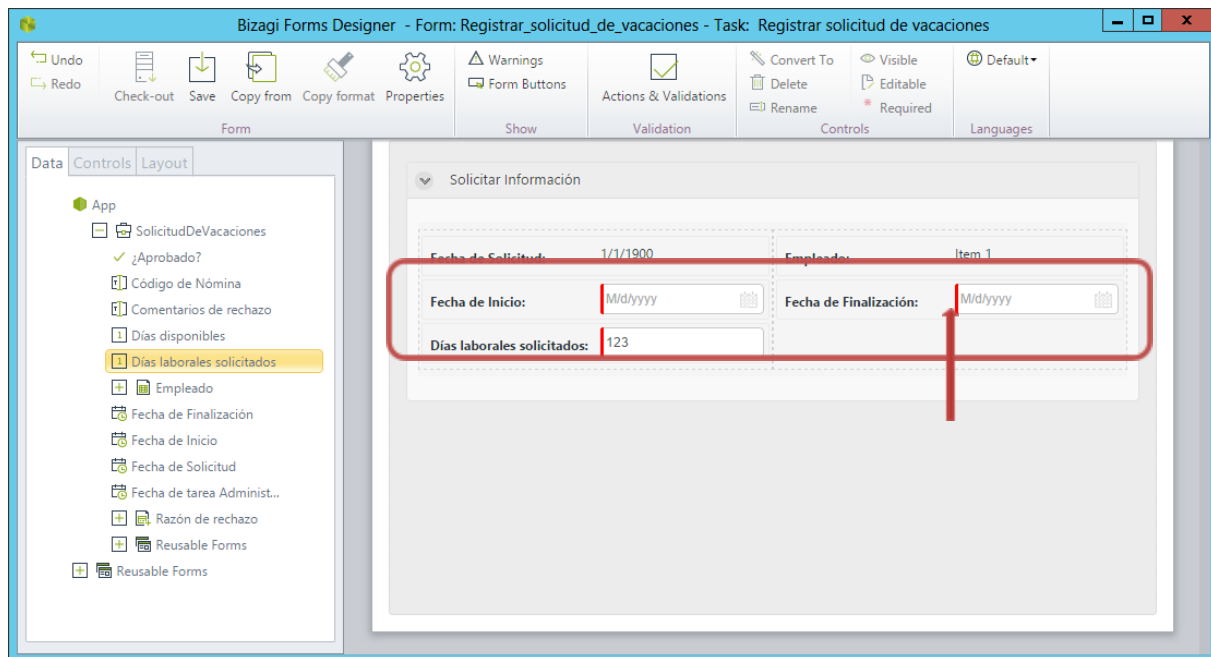 Bizagi Forms Designer - Form: Registrar_solicitud_de_vacaciones - Task: Registrar solicitud de vacaciones
Undo
Redo
Check-out
Save
Copy from
Copy format
Properties
Form
Warnings
Form Buttons
Show
Actions & Validations
Validation
Convert To
Delete
Rename
Visible
Editable
Required
Controls
Default
Languages
Data Controls Layout
App
SolicitudDeVacaciones
¿Aprobado?
Código de Nómina
Comentarios de rechazo
Días disponibles
Días laborales solicitados
Empleado
Fecha de Finalización
Fecha de Inicio
Fecha de Solicitud
Fecha de tarea Administ...
Razón de rechazo
Reusable Forms
Reusable Forms
Solicitar Información
Fecha de Solicitud: 1/1/1900 Empleado: Item 1
Fecha de Inicio: M/d/yyyy Fecha de Finalización: M/d/yyyy
Días laborales solicitados: 123